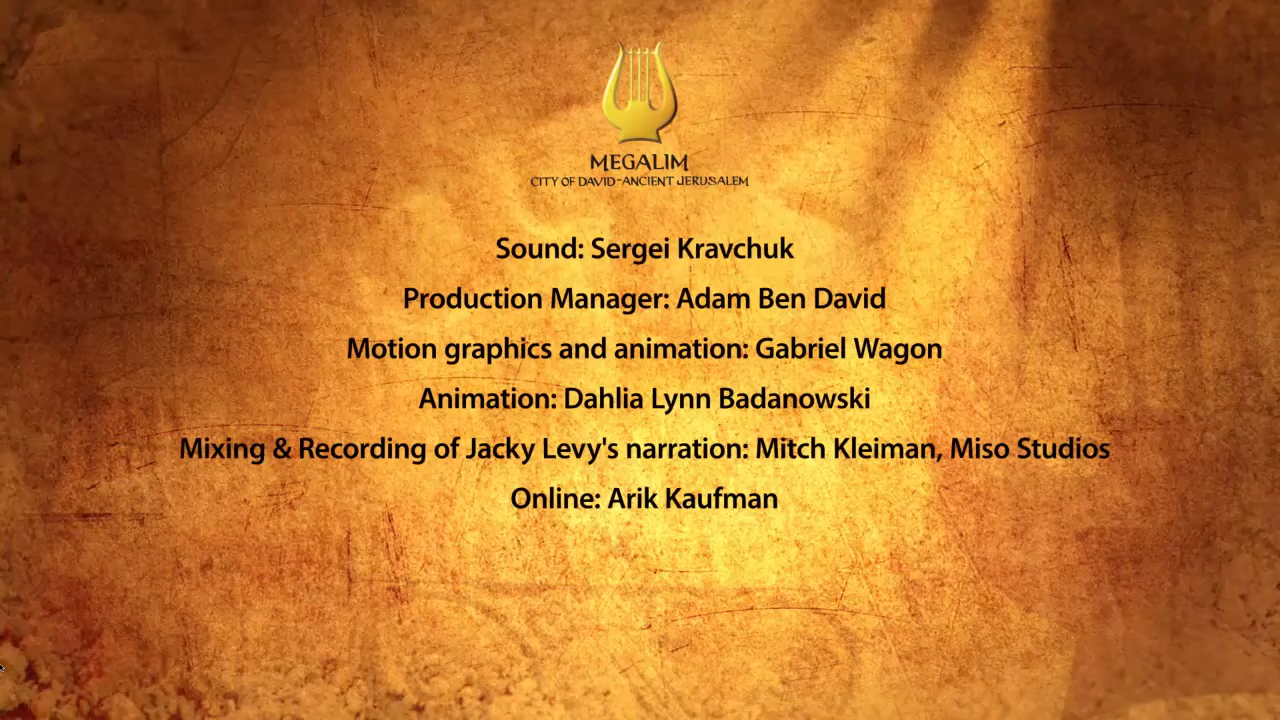 MEGALIM
CITY OF DAVID-ANCIENT JERUSALEM
Sound: Sergei Kravchuk
Production Manager: Adam Ben David
Motion graphics and animation: Gabriel Wagon
Animation: Dahlia Lynn Badanowski
Mixing & Recording of Jacky Levy's narration: Mitch Kleiman, Miso Studios
Online: Arik Kaufman